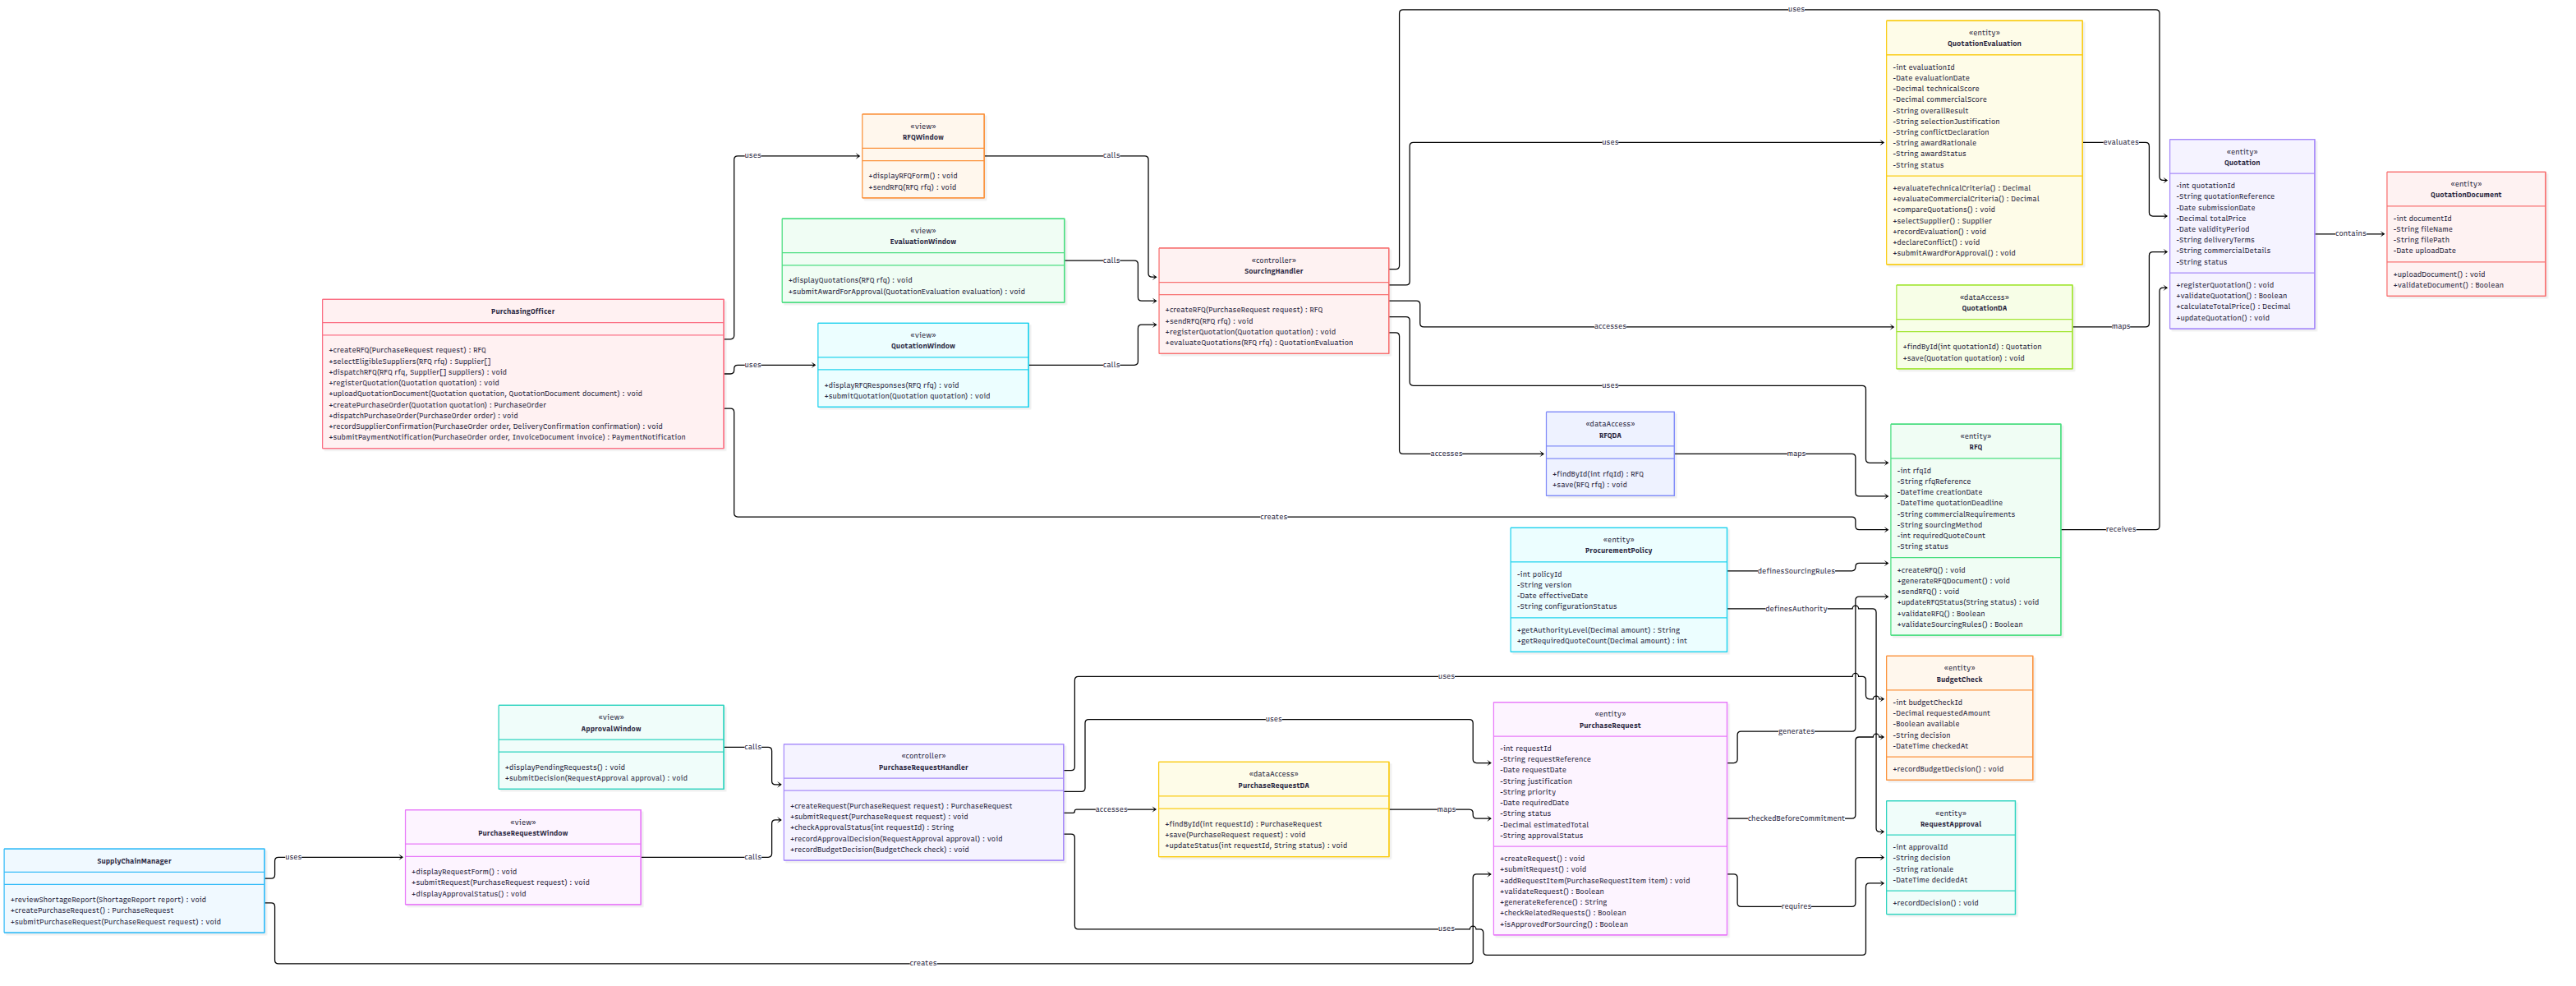 uses
«entity»
QuotationEvaluation
-int evaluationId
-Date evaluationDate
-Decimal technicalScore
-Decimal commercialScore
-String overallResult
-String selectionJustification
-String conflictDeclaration
-String awardRationale
-String awardStatus
-String status
+evaluateTechnicalCriteria() : Decimal
+evaluateCommercialCriteria() : Decimal
+compareQuotations() : void
+selectSupplier() : Supplier
+recordEvaluation() : void
+declareConflict() : void
+submitAwardForApproval() : void
«view»
RFQWindow
+displayRFQForm() : void
+sendRFQ(RFQ rfq) : void
uses
calls
uses
evaluates
«entity»
Quotation
-int quotationId
-String quotationReference
-Date submissionDate
-Decimal totalPrice
-Date validityPeriod
-String deliveryTerms
-String commercialDetails
-String status
+registerQuotation() : void
+validateQuotation() : Boolean
+calculateTotalPrice() : Decimal
+updateQuotation() : void
contains
«entity»
QuotationDocument
-int documentId
-String fileName
-String filePath
-Date uploadDate
+uploadDocument() : void
+validateDocument() : Boolean
«view»
EvaluationWindow
+displayQuotations(RFQ rfq) : void
+submitAwardForApproval(QuotationEvaluation evaluation) : void
calls
«controller»
SourcingHandler
+createRFQ(PurchaseRequest request) : RFQ
+sendRFQ(RFQ rfq) : void
+registerQuotation(Quotation quotation) : void
+evaluateQuotations(RFQ rfq) : QuotationEvaluation
PurchasingOfficer
+createRFQ(PurchaseRequest request) : RFQ
+selectEligibleSuppliers(RFQ rfq) : Supplier[]
+dispatchRFQ(RFQ rfq, Supplier[] suppliers) : void
+registerQuotation(Quotation quotation) : void
+uploadQuotationDocument(Quotation quotation, QuotationDocument document) : void
+createPurchaseOrder(Quotation quotation) : PurchaseOrder
+dispatchPurchaseOrder(PurchaseOrder order) : void
+recordSupplierConfirmation(PurchaseOrder order, DeliveryConfirmation confirmation) : void
+submitPaymentNotification(PurchaseOrder order, InvoiceDocument invoice) : PaymentNotification
uses
«view»
QuotationWindow
+displayRFQResponses(RFQ rfq) : void
+submitQuotation(Quotation quotation) : void
calls
accesses
«dataAccess»
QuotationDA
+findById(int quotationId) : Quotation
+save(Quotation quotation) : void
maps
uses
«dataAccess»
RFQDA
+findById(int rfqId) : RFQ
+save(RFQ rfq) : void
accesses
maps
«entity»
RFQ
-int rfqId
-String rfqReference
-DateTime creationDate
-DateTime quotationDeadline
-String commercialRequirements
-String sourcingMethod
-int requiredQuoteCount
-String status
+createRFQ() : void
+generateRFQDocument() : void
+sendRFQ() : void
+updateRFQStatus(String status) : void
+validateRFQ() : Boolean
+validateSourcingRules() : Boolean
receives
creates
«entity»
ProcurementPolicy
-int policyId
-String version
-Date effectiveDate
-String configurationStatus
+getAuthorityLevel(Decimal amount) : String
+getRequiredQuoteCount(Decimal amount) : int
definesSourcingRules
definesAuthority
«entity»
BudgetCheck
-int budgetCheckId
-Decimal requestedAmount
-Boolean available
-String decision
-DateTime checkedAt
+recordBudgetDecision() : void
uses
«view»
ApprovalWindow
+displayPendingRequests() : void
+submitDecision(RequestApproval approval) : void
calls
«controller»
PurchaseRequestHandler
+createRequest(PurchaseRequest request) : PurchaseRequest
+submitRequest(PurchaseRequest request) : void
+checkApprovalStatus(int requestId) : String
+recordApprovalDecision(RequestApproval approval) : void
+recordBudgetDecision(BudgetCheck check) : void
uses
«entity»
PurchaseRequest
-int requestId
-String requestReference
-Date requestDate
-String justification
-String priority
-Date requiredDate
-String status
-Decimal estimatedTotal
-String approvalStatus
+createRequest() : void
+submitRequest() : void
+addRequestItem(PurchaseRequestItem item) : void
+validateRequest() : Boolean
+generateReference() : String
+checkRelatedRequests() : Boolean
+isApprovedForSourcing() : Boolean
generates
checkedBeforeCommitment
requires
«dataAccess»
PurchaseRequestDA
+findById(int requestId) : PurchaseRequest
+save(PurchaseRequest request) : void
+updateStatus(int requestId, String status) : void
accesses
maps
«entity»
RequestApproval
-int approvalId
-String decision
-String rationale
-DateTime decidedAt
+recordDecision() : void
«view»
PurchaseRequestWindow
+displayRequestForm() : void
+submitRequest(PurchaseRequest request) : void
+displayApprovalStatus() : void
calls
SupplyChainManager
+reviewShortageReport(ShortageReport report) : void
+createPurchaseRequest() : PurchaseRequest
+submitPurchaseRequest(PurchaseRequest request) : void
uses
uses
creates